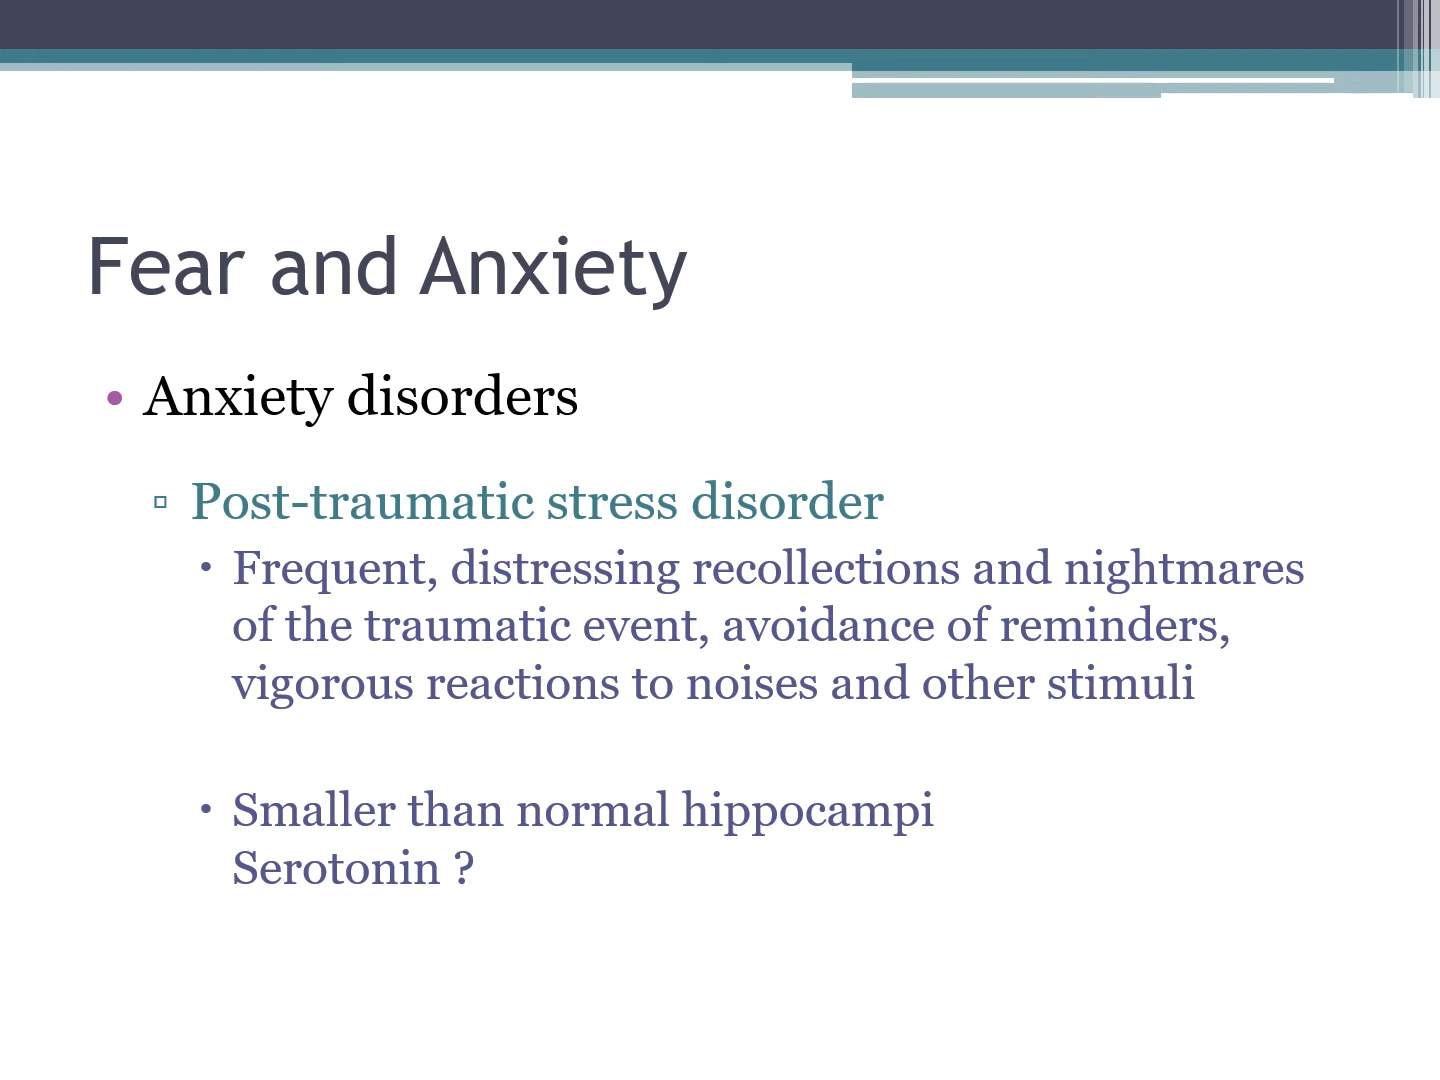 Fear and Anxiety
• Anxiety disorders
▫ Post-traumatic stress disorder
▪ Frequent, distressing recollections and nightmares
of the traumatic event, avoidance of reminders,
vigorous reactions to noises and other stimuli
▪ Smaller than normal hippocampi
Serotonin ?